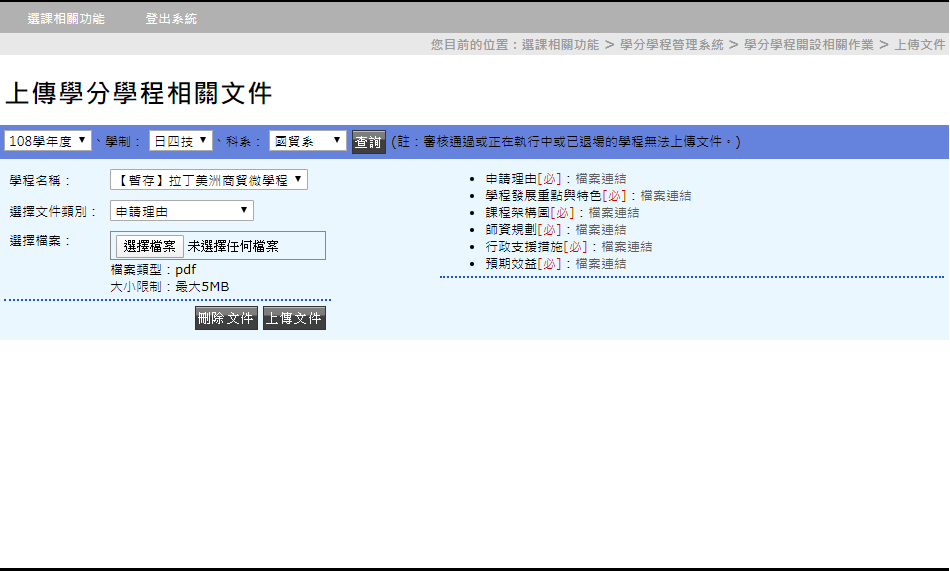 選課相關功能 登出系統
您目前的位置：選課相關功能 > 學分學程管理系統 > 學分學程開設相關作業 > 上傳文件
上傳學分學程相關文件
108學年度 、學制： 日四技 、科系： 國貿系 查詢 (註：審核通過或正在執行中或已退場的學程無法上傳文件。)
學程名稱： 【暫存】拉丁美洲商貿微學程
選擇文件類別： 申請理由
選擇檔案： 選擇檔案 未選擇任何檔案
檔案類型：pdf
大小限制：最大5MB
刪除文件 上傳文件
申請理由[必]：檔案連結
學程發展重點與特色[必]：檔案連結
課程架構圖[必]：檔案連結
師資規劃[必]：檔案連結
行政支援措施[必]：檔案連結
預期效益[必]：檔案連結